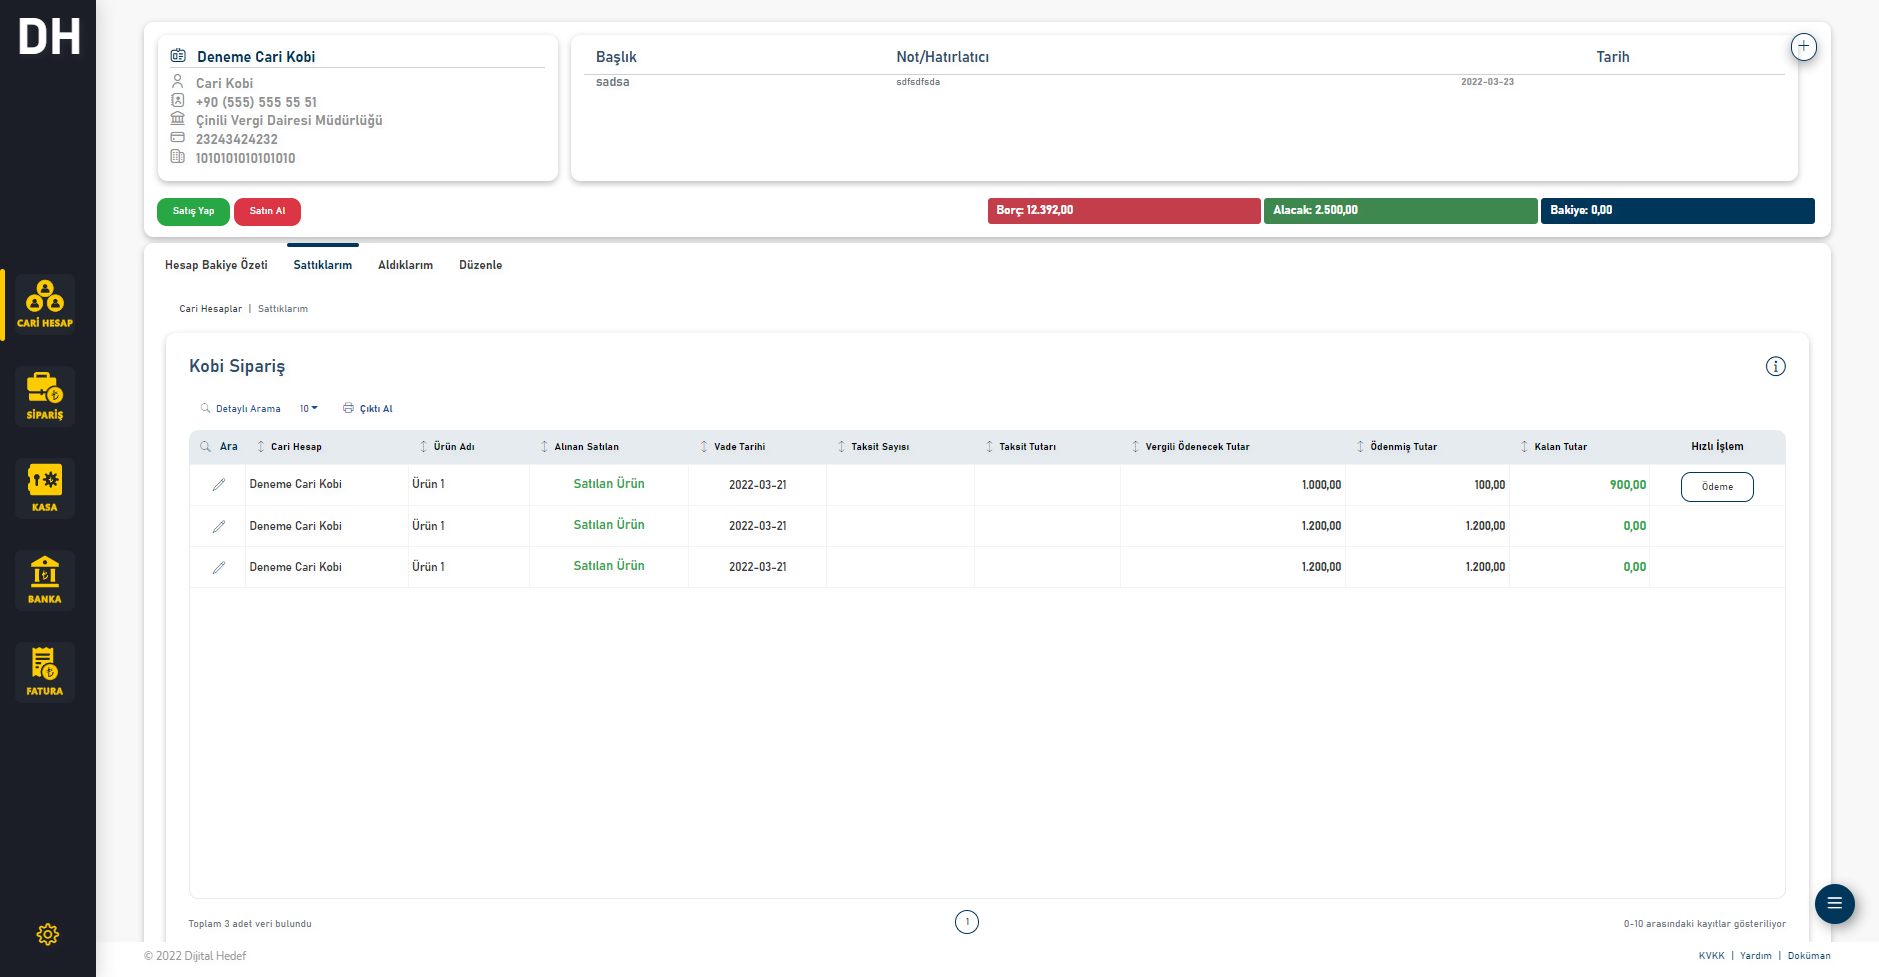 DH
Deneme Cari Kobi
Cari Kobi
+90 (555) 555 55 51
Çinili Vergi Dairesi Müdürlüğü
23243424232
1010101010101010
Başlık Not/Hatırlatıcı Tarih
sadsa sdfsdfsda 2022-03-23
Satış Yap Satın Al
Borç: 12.392,00 Alacak: 2.500,00 Bakiye: 0,00
Hesap Bakiye Özeti Sattıklarım Aldıklarım Düzenle
Cari Hesaplar | Sattıklarım
CARİ HESAP
SİPARİŞ
KASA
BANKA
FATURA
Kobi Sipariş
Detaylı Arama 10 Çıktı Al
Ara Cari Hesap Ürün Adı Alınan Satılan Vade Tarihi Taksit Sayısı Taksit Tutarı Vergili Ödenecek Tutar Ödenmiş Tutar Kalan Tutar Hızlı İşlem
Deneme Cari Kobi Ürün 1 Satılan Ürün 2022-03-21 1.000,00 100,00 900,00 Ödeme
Deneme Cari Kobi Ürün 1 Satılan Ürün 2022-03-21 1.200,00 1.200,00 0,00
Deneme Cari Kobi Ürün 1 Satılan Ürün 2022-03-21 1.200,00 1.200,00 0,00
Toplam 3 adet veri bulundu 1 0-10 arasındaki kayıtlar gösteriliyor
© 2022 Dijital Hedef KVKK | Yardım | Doküman